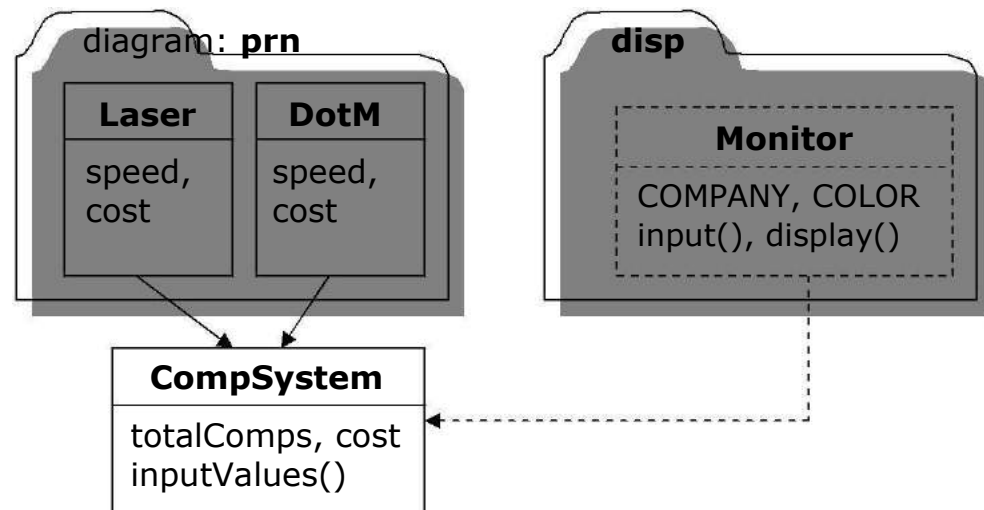 diagram: prn
disp
Laser
DotM
speed,
cost
speed,
cost
Monitor
COMPANY, COLOR
input(), display()
CompSystem
totalComps, cost
inputValues()